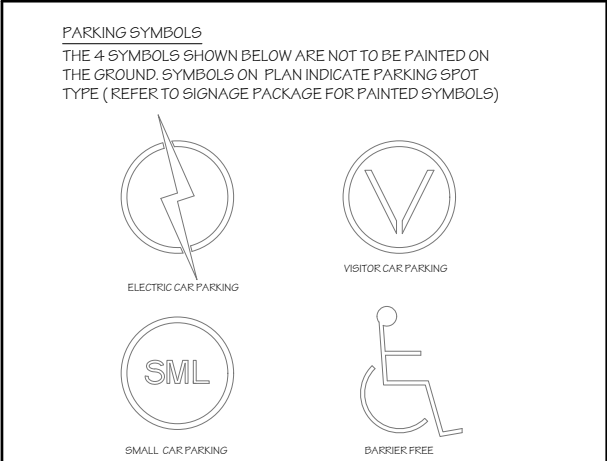 PARKING SYMBOLS
THE 4 SYMBOLS SHOWN BELOW ARE NOT TO BE PAINTED ON
THE GROUND. SYMBOLS ON PLAN INDICATE PARKING SPOT
TYPE ( REFER TO SIGNAGE PACKAGE FOR PAINTED SYMBOLS)
V
ELECTRIC CAR PARKING
VISITOR CAR PARKING
SML
SMALL CAR PARKING
BARRIER FREE